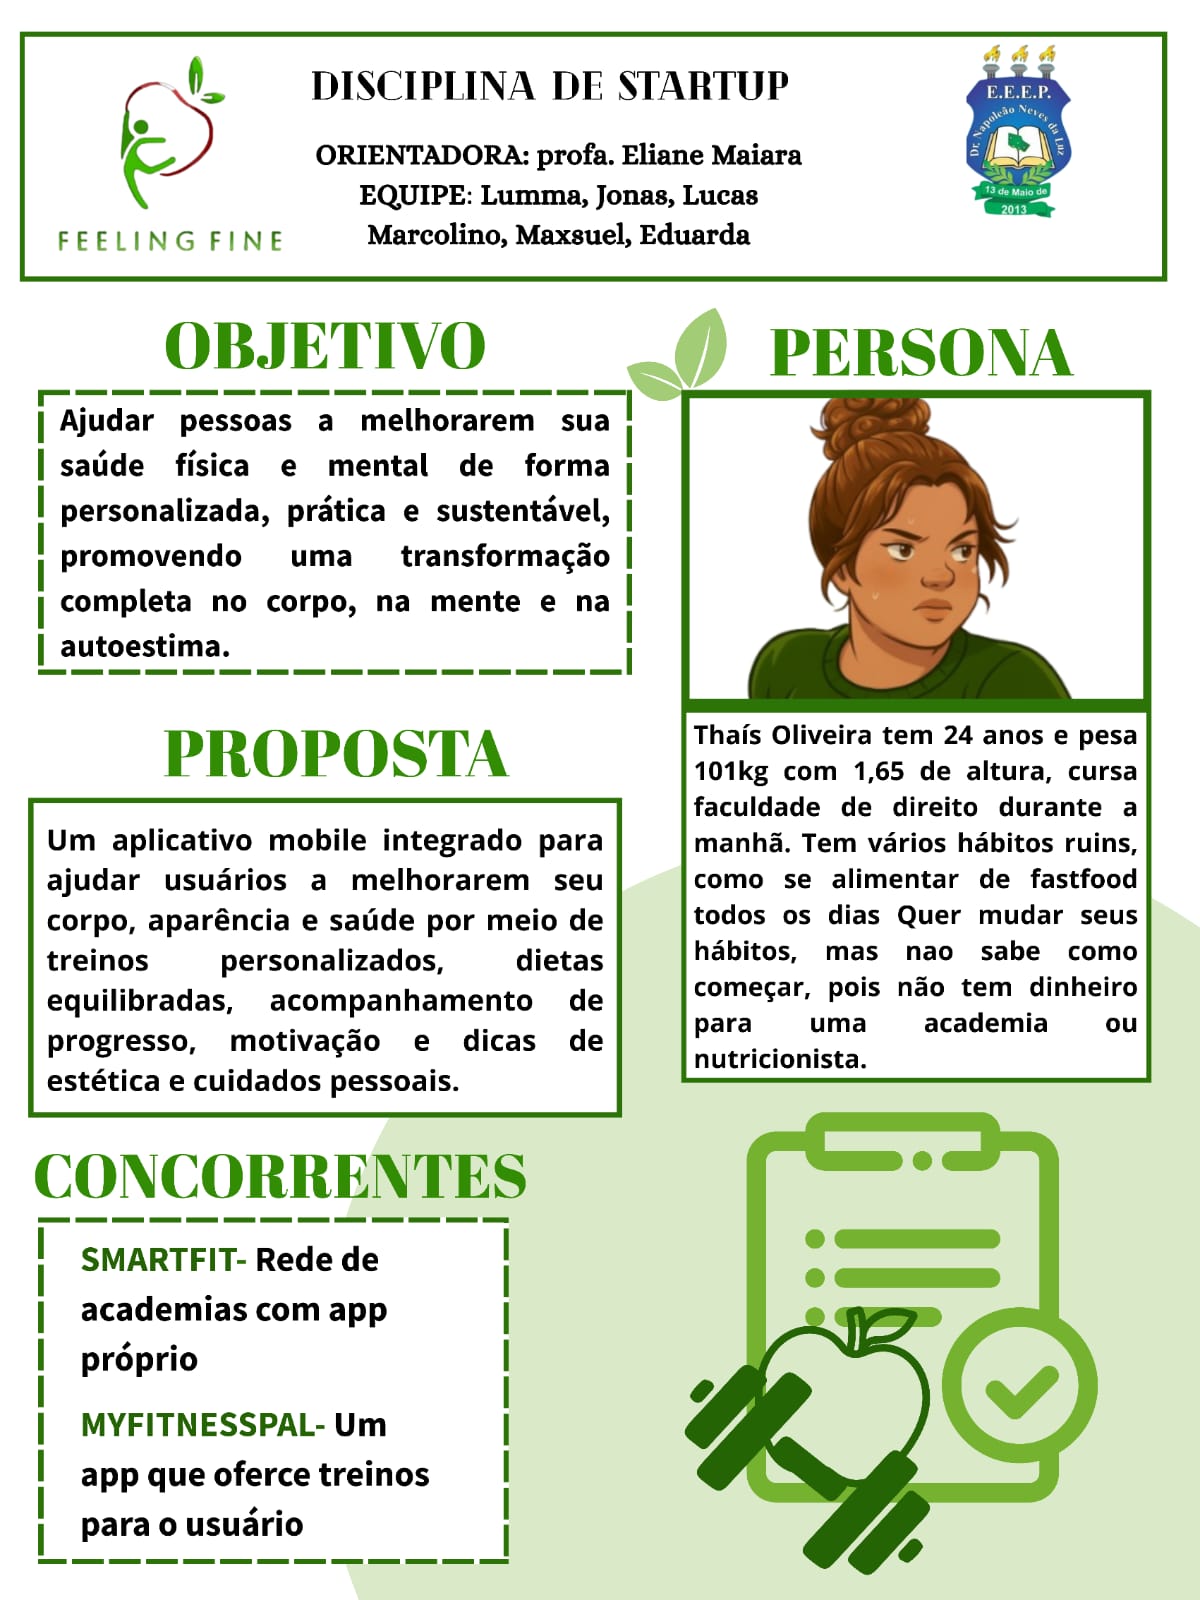 FEELING FINE
DISCIPLINA DE STARTUP
ORIENTADORA: profa. Eliane Maiara
EQUIPE: Lumma, Jonas, Lucas
Marcolino, Maxsuel, Eduarda
E.E.E.P.
Dr. Napoleão Neves da Luz
13 de Maio de
2013
OBJETIVO
Ajudar pessoas a melhorarem sua
saúde física e mental de forma
personalizada, prática e sustentável,
promovendo uma transformação
completa no corpo, na mente e na
autoestima.
PROPOSTA
Um aplicativo mobile integrado para
ajudar usuários a melhorarem seu
corpo, aparência e saúde por meio de
treinos personalizados, dietas
equilibradas, acompanhamento de
progresso, motivação e dicas de
estética e cuidados pessoais.
CONCORRENTES
SMARTFIT- Rede de
academias com app
próprio
MYFITNESSPAL- Um
app que oferce treinos
para o usuário
PERSONA
Thaís Oliveira tem 24 anos e pesa
101kg com 1,65 de altura, cursa
faculdade de direito durante a
manhã. Tem vários hábitos ruins,
como se alimentar de fastfood
todos os dias Quer mudar seus
hábitos, mas nao sabe como
começar, pois não tem dinheiro
para uma academia ou
nutricionista.